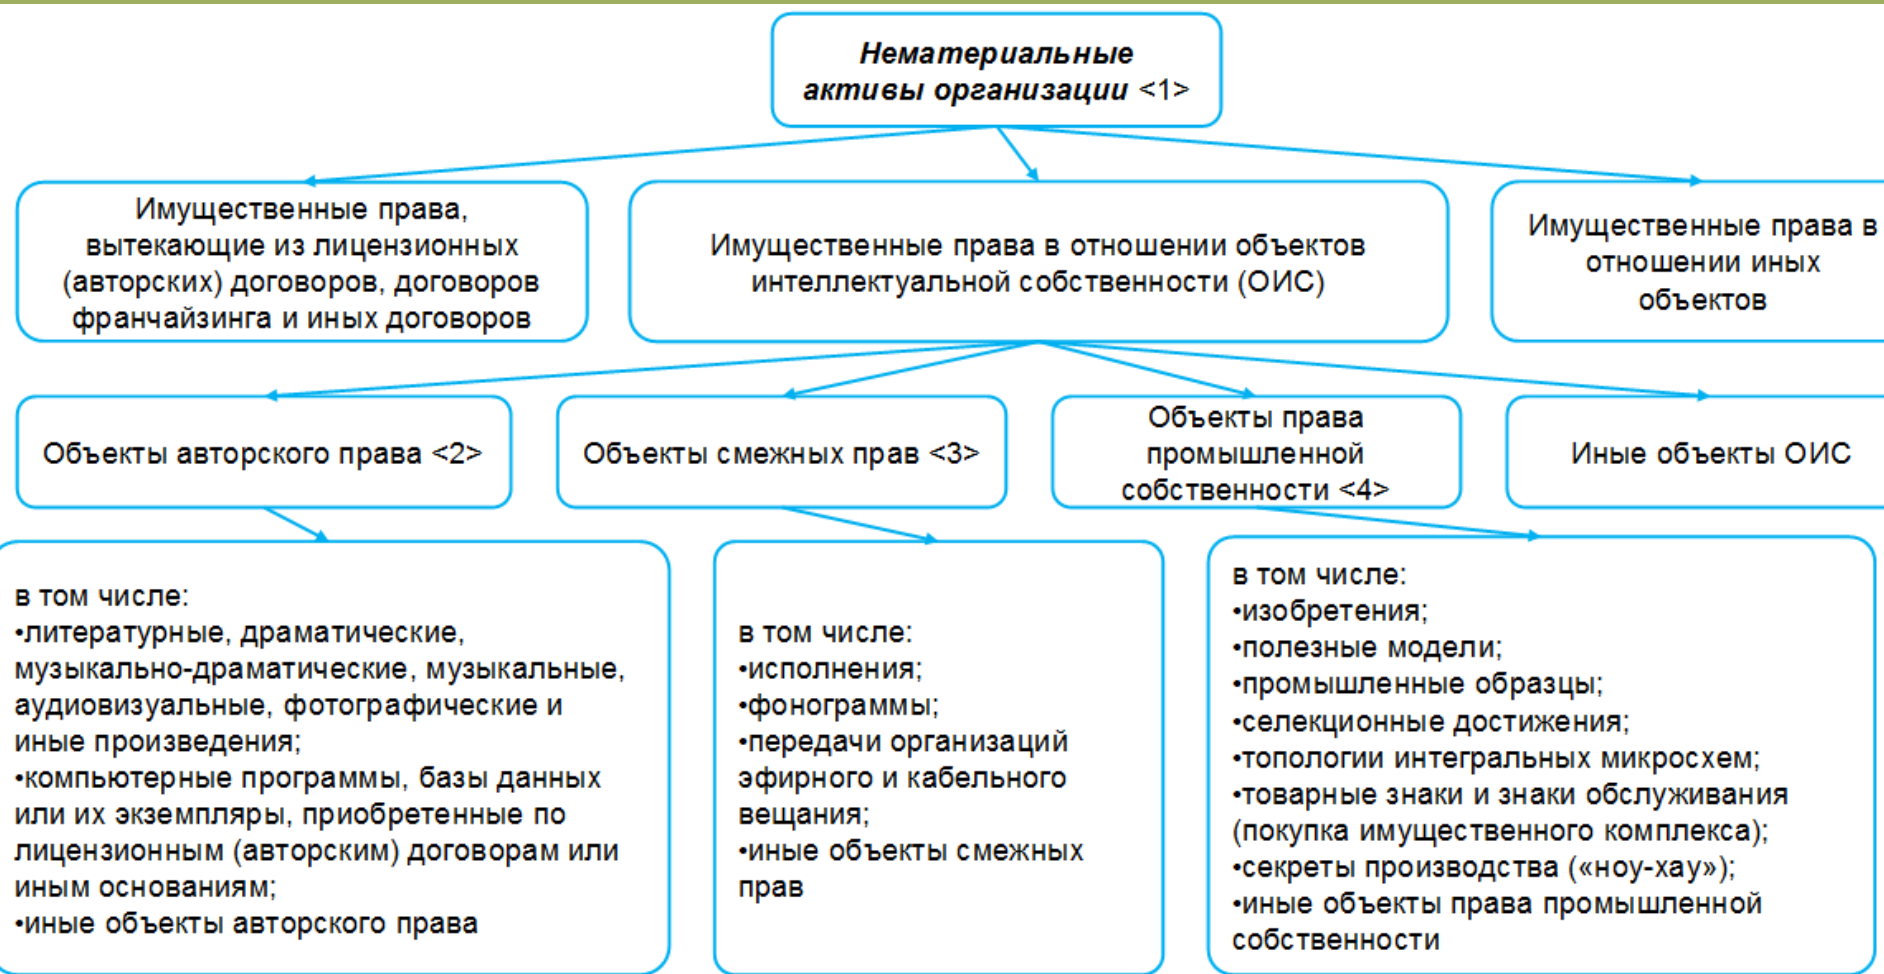 Нематериальные
активы организации <1>
Имущественные права,
вытекающие из лицензионных
(авторских) договоров, договоров
франчайзинга и иных договоров
Имущественные права в отношении объектов
интеллектуальной собственности (ОИС)
Имущественные права в
отношении иных
объектов
Объекты авторского права <2>
Объекты смежных прав <3>
Объекты права
промышленной
собственности <4>
Иные объекты ОИС
в том числе:
•литературные, драматические,
музыкально-драматические, музыкальные,
аудиовизуальные, фотографические и
иные произведения;
•компьютерные программы, базы данных
или их экземпляры, приобретенные по
лицензионным (авторским) договорам или
иным основаниям;
•иные объекты авторского права
в том числе:
•исполнения;
•фонограммы;
•передачи организаций
эфирного и кабельного
вещания;
•иные объекты смежных
прав
в том числе:
•изобретения;
•полезные модели;
•промышленные образцы;
•селекционные достижения;
•топологии интегральных микросхем;
•товарные знаки и знаки обслуживания
(покупка имущественного комплекса);
•секреты производства («ноу-хау»);
•иные объекты права промышленной
собственности